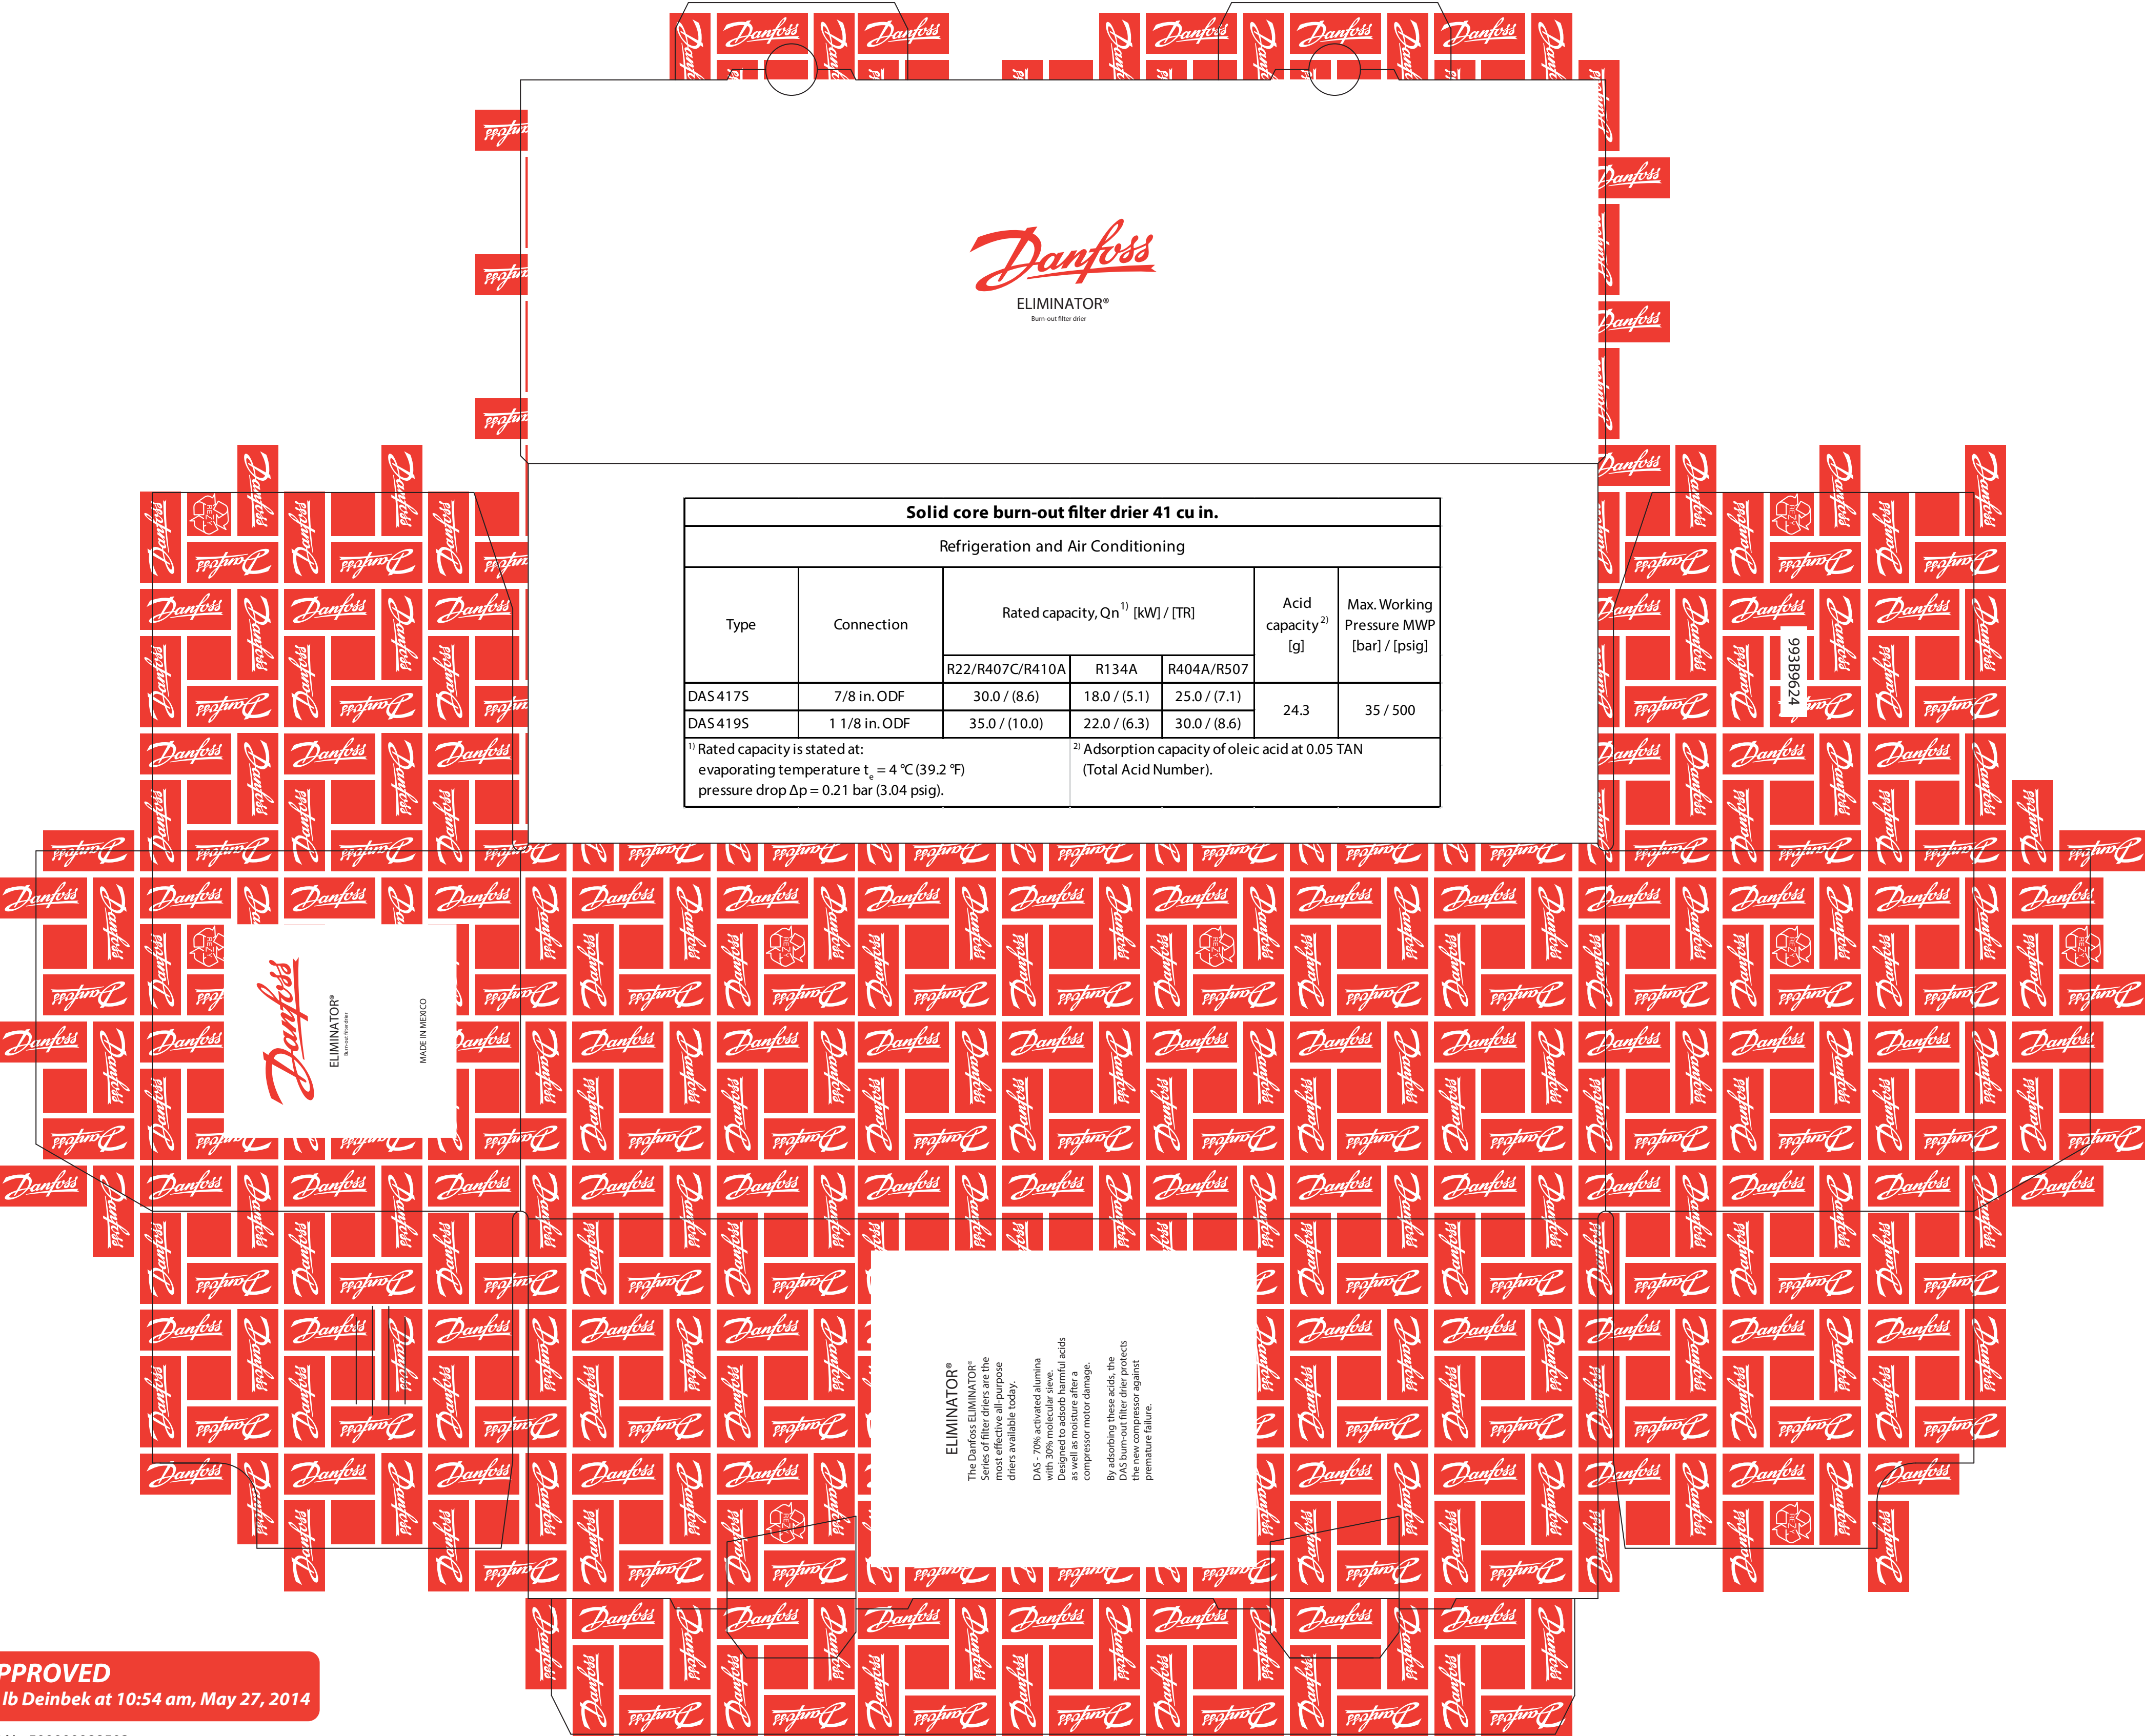 Danfoss
ELIMINATOR®
Burn-out filter drier
Solid core burn-out filter drier 41 cu in.
Refrigeration and Air Conditioning
Type
Connection
Rated capacity, Qn 1) [kW] / [TR]
Acid
capacity 2)
[g]
Max. Working
Pressure MWP
[bar] / [psig]
R22/R407C/R410A
R134A
R404A/R507
DAS 417S
7/8 in. ODF
30.0 / (8.6)
18.0 / (5.1)
25.0 / (7.1)
24.3
35 / 500
DAS 419S
1 1/8 in. ODF
35.0 / (10.0)
22.0 / (6.3)
30.0 / (8.6)
1) Rated capacity is stated at:
evaporating temperature te = 4 °C (39.2 °F)
pressure drop Δp = 0.21 bar (3.04 psig).
2) Adsorption capacity of oleic acid at 0.05 TAN
(Total Acid Number).
993B9624
Danfoss
ELIMINATOR®
Burn-out filter drier
MADE IN MEXICO
ELIMINATOR®
The Danfoss ELIMINATOR®
Series of filter driers are the
most effective all-purpose
driers available today.
DAS - 70% activated alumina
with 30% molecular sieve.
Designed to adsorb harmful acids
as well as moisture after a
compressor motor damage.
By adsorbing these acids, the
DAS burn-out filter drier protects
the new compressor against
premature failure.
PPROVED
Ib Deinbek at 10:54 am, May 27, 2014